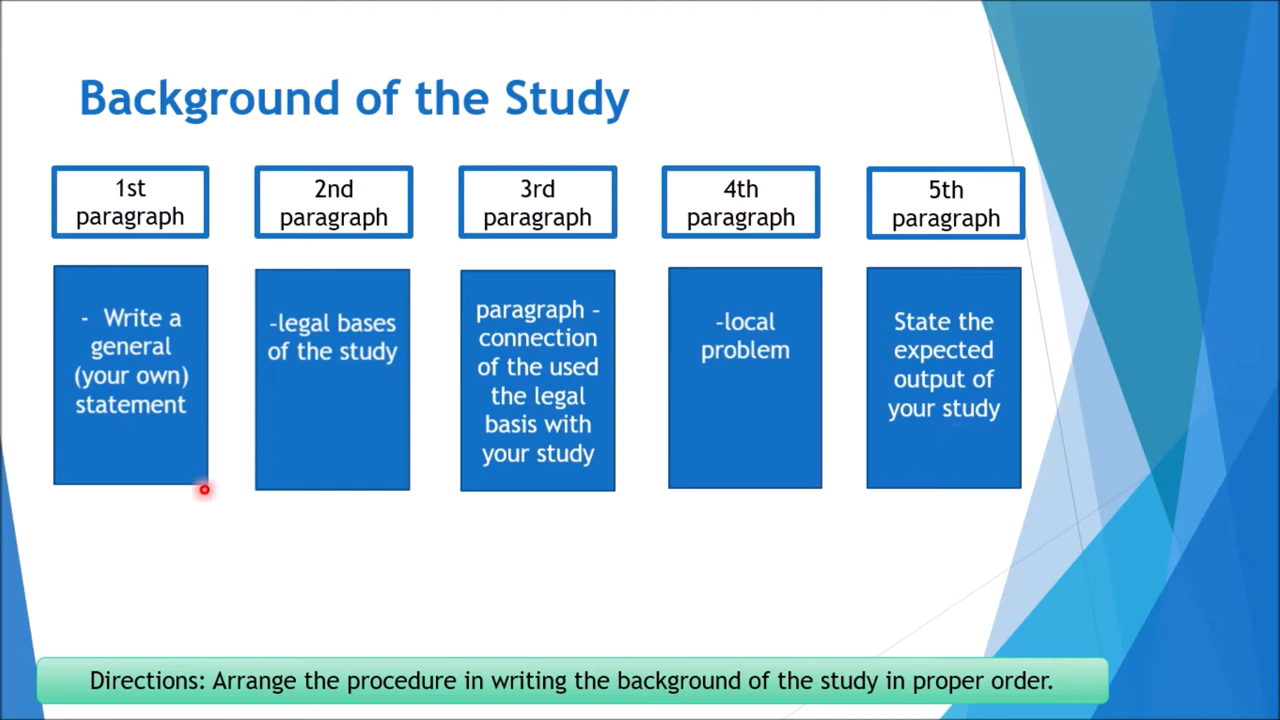 Background of the Study
1st
paragraph
2nd
paragraph
3rd
paragraph
4th
paragraph
5th
paragraph
- Write a
general
(your own)
statement
-legal bases
of the study
paragraph -
connection
of the used
the legal
basis with
your study
-local
problem
State the
expected
output of
your study
Directions: Arrange the procedure in writing the background of the study in proper order.